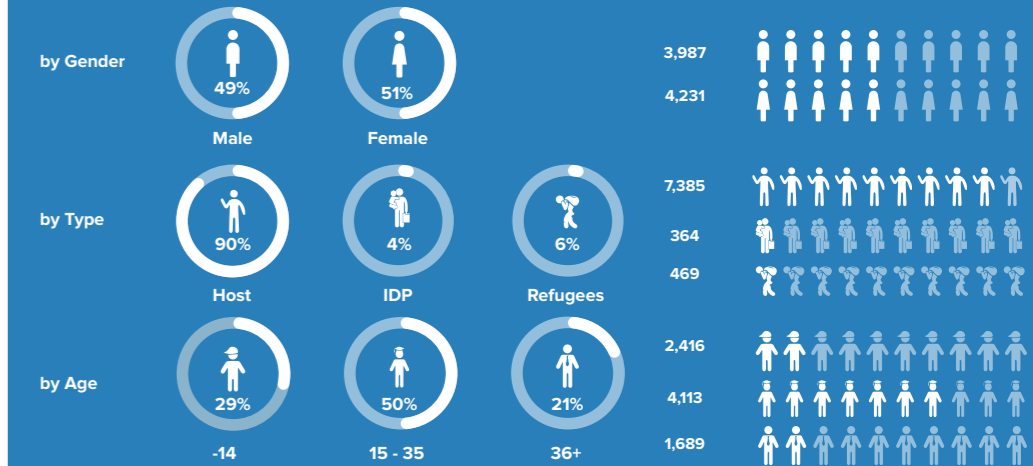 by Gender
49%
51%
Male
Female
3,987
4,231
by Type
90%
4%
6%
Host
IDP
Refugees
7,385
364
469
by Age
29%
50%
21%
-14
15 - 35
36+
2,416
4,113
1,689